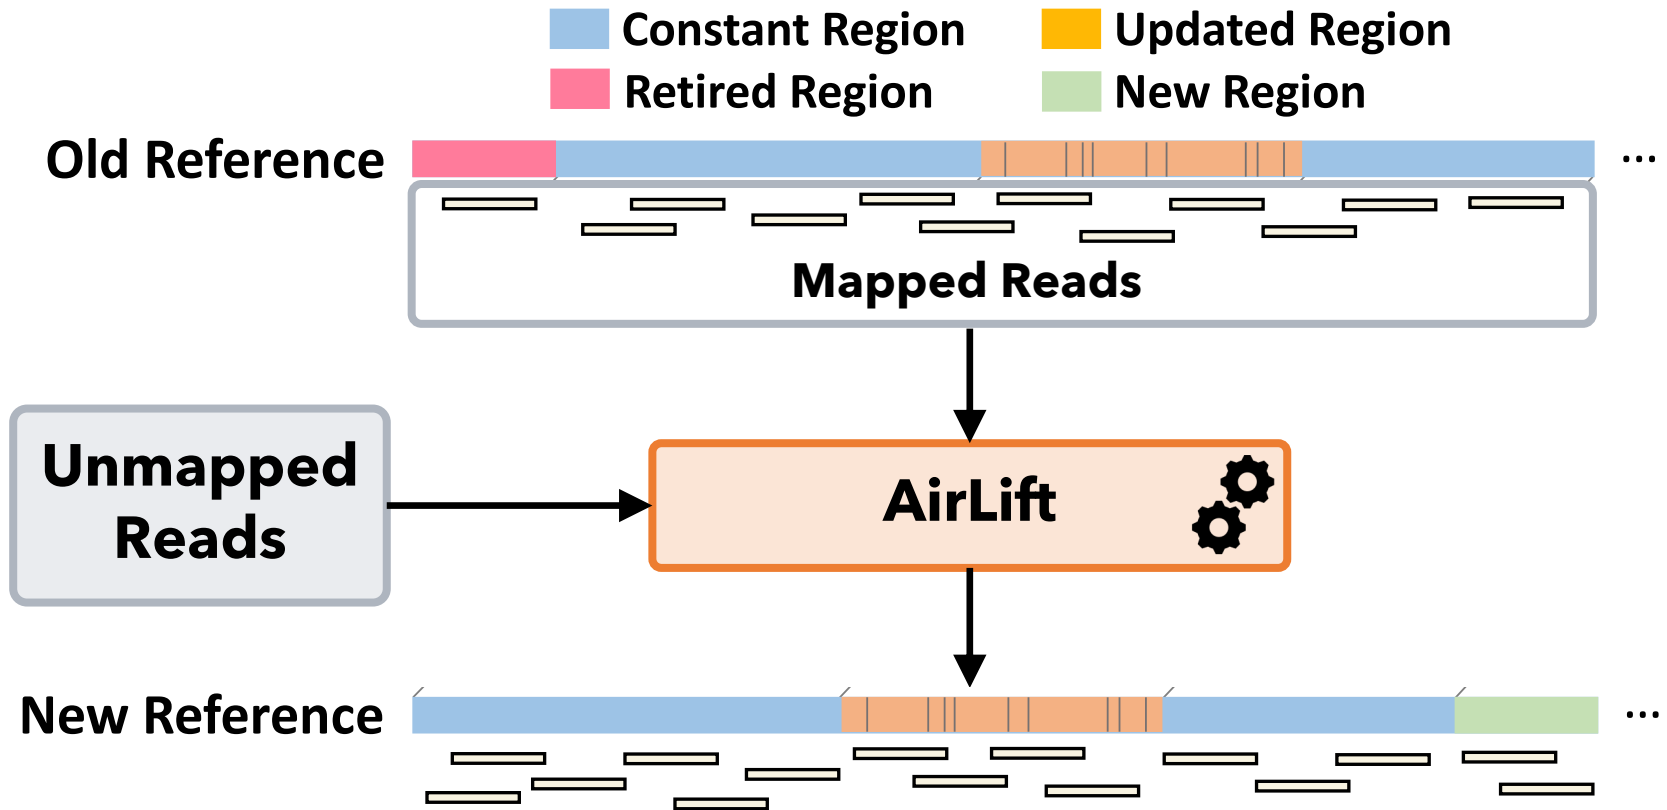 Constant Region
Updated Region
Retired Region
New Region
Old Reference
...
Mapped Reads
Unmapped
Reads
AirLift
New Reference
...